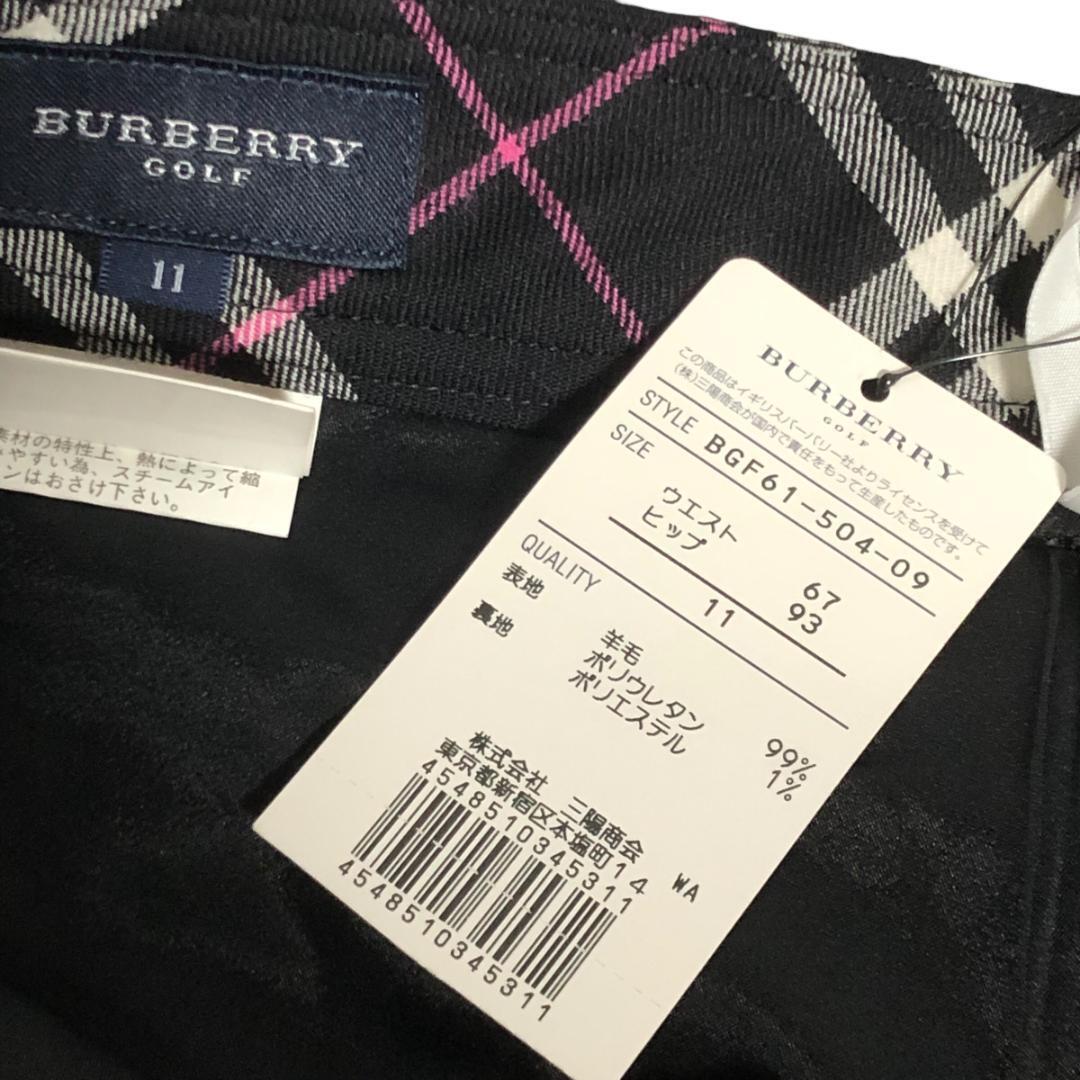 BURBERRY
GOLF
11
素材の特性上、熱によって縮
やすい為、スチームアイ
ンはおさけ下さい。
BURBERRY
GOLF
この商品はイギリスバーバリー社よりライセンスを受けて
(株)三陽商会が国内で責任をもって生産したものです。
STYLE BGF61-504-09
SIZE
ウエスト 67
ヒップ 93
11
QUALITY
表地 羊毛 99%
ポリウレタン 1%
裏地 ポリエステル
株式会社 三陽商会
東京都新宿区本塩町14 WA
4548510345311
4548510345311